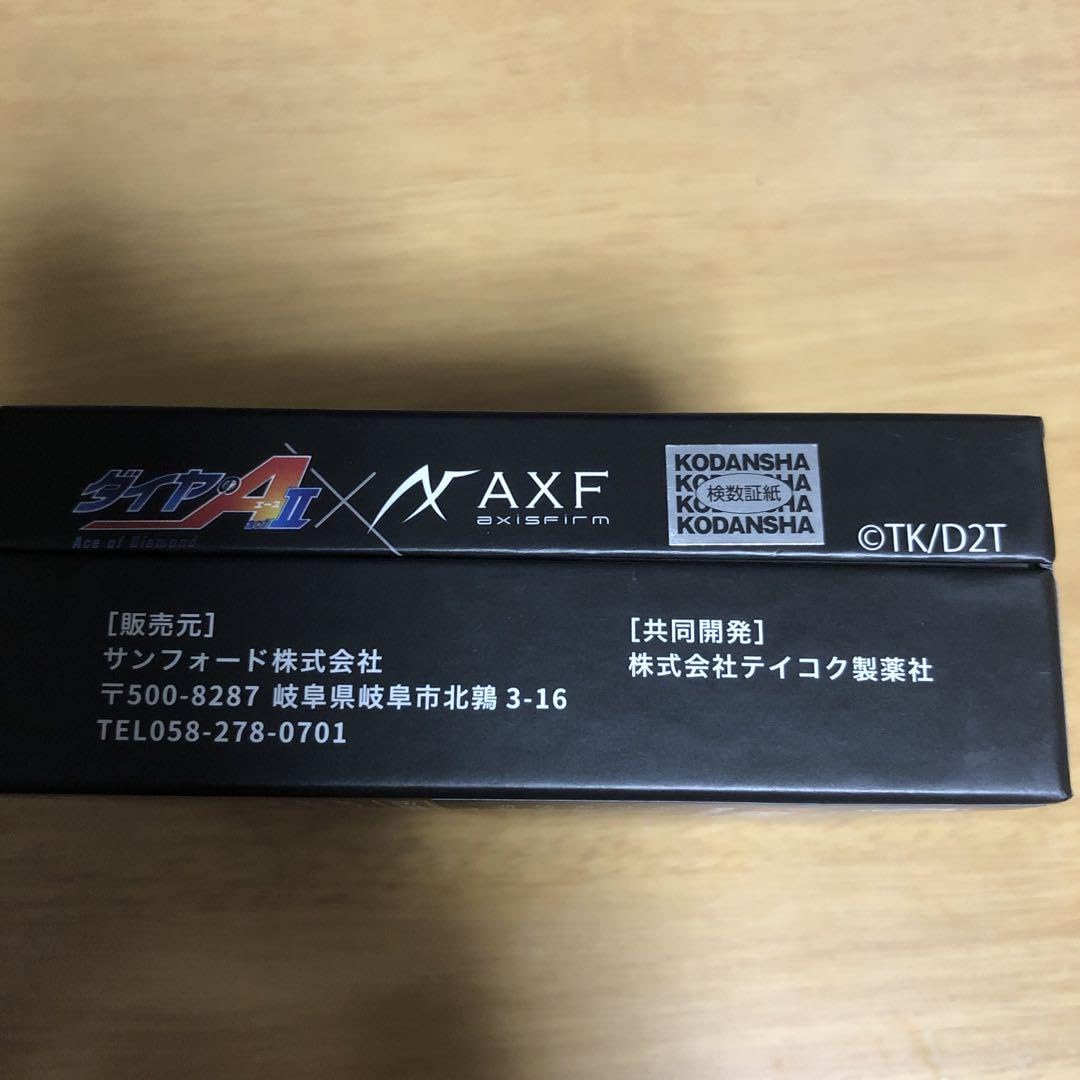 ダイヤのA エース II
Ace of Diamond
×
AXF
axisfirm
KODANSHA
検数証紙
KODANSHA
KODANSHA
©TK/D2T
[販売元]
サンフォード株式会社
〒500-8287 岐阜県岐阜市北鶉3-16
TEL058-278-0701
[共同開発]
株式会社テイコク製薬社